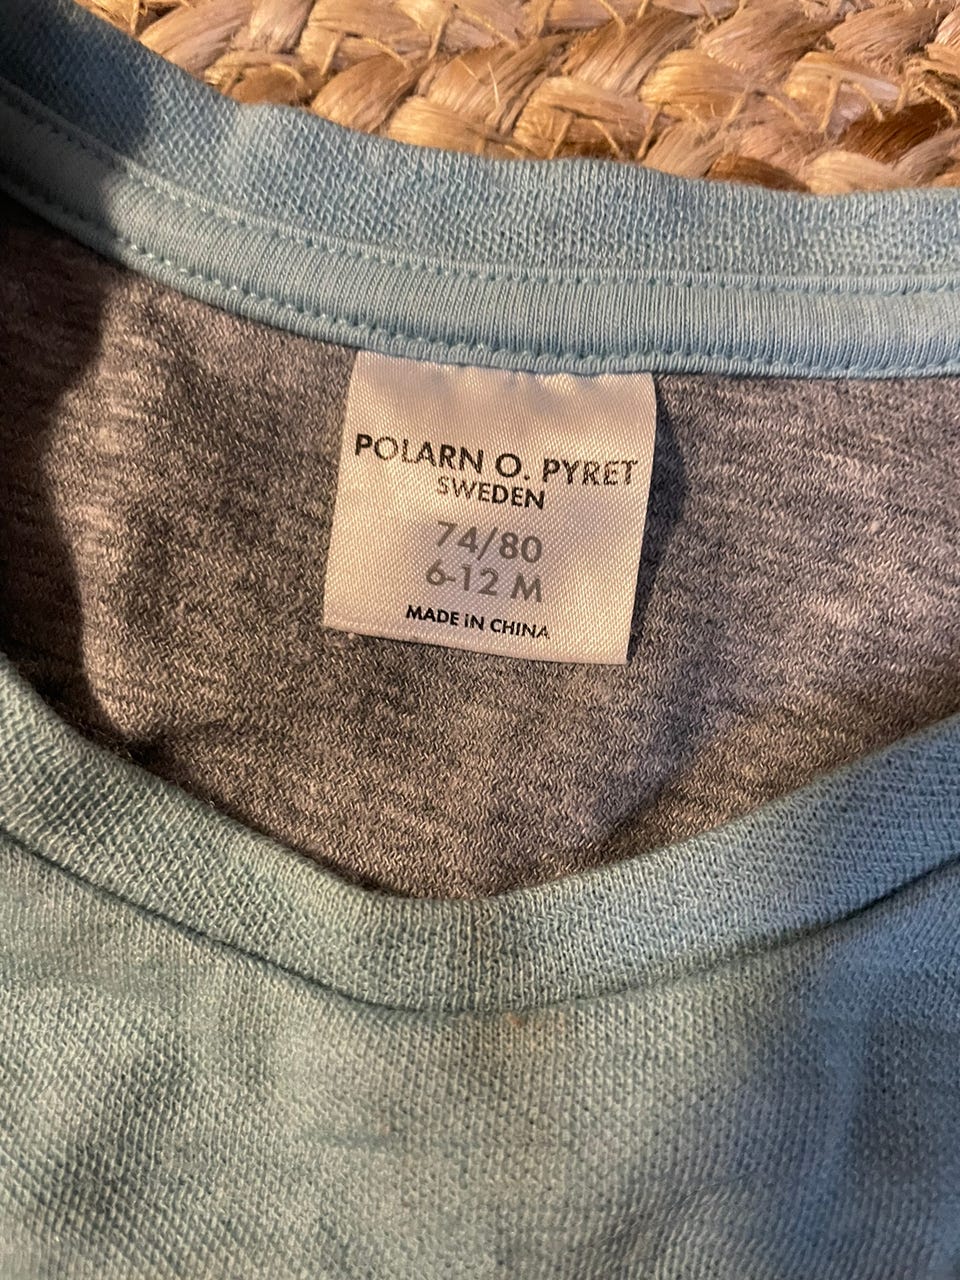 POLARN O. PYRET
SWEDEN
74/80
6-12 M
MADE IN CHINA